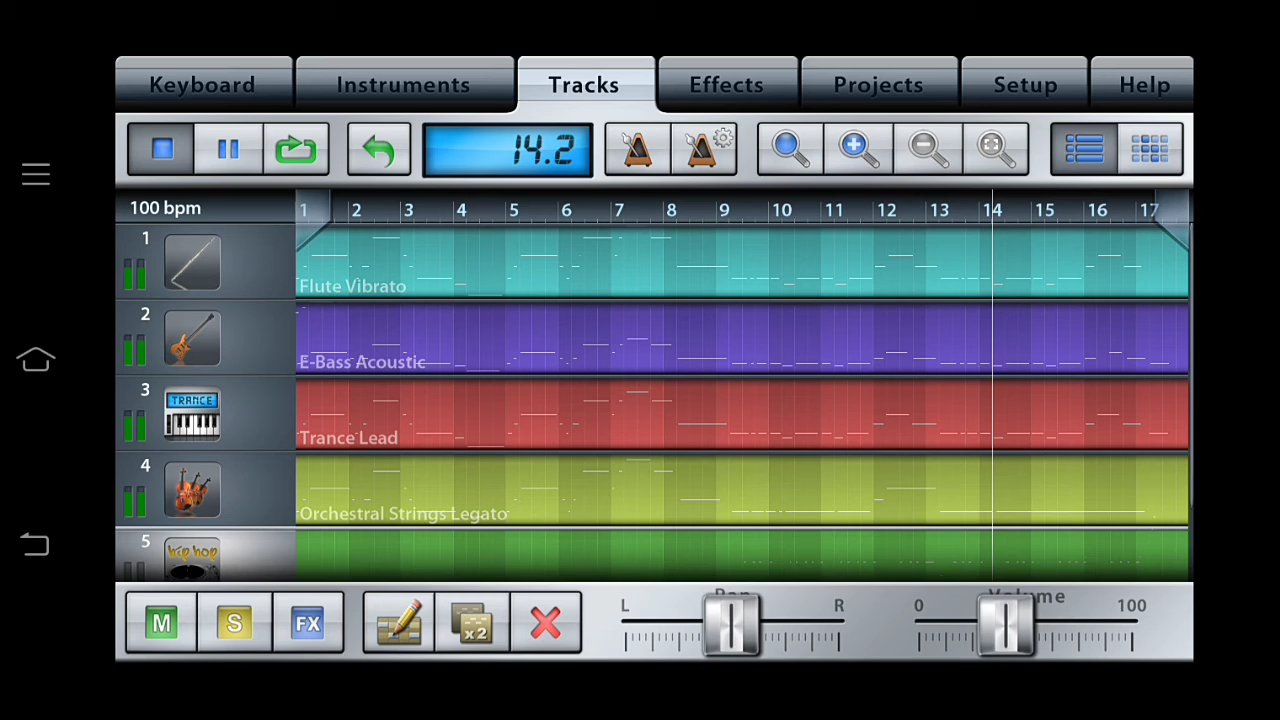 Keyboard Instruments Tracks Effects Projects Setup Help
14.2
100 bpm 1 2 3 4 5 6 7 8 9 10 11 12 13 14 15 16 17
1
Flute Vibrato
2
E-Bass Acoustic
3
TRANCE
Trance Lead
4
Orchestral Strings Legato
5
hip hop
M S FX x2
L Pan R 0 Volume 100